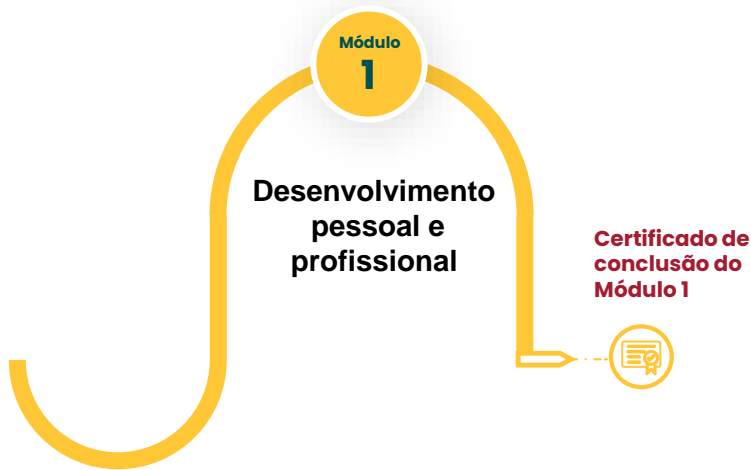 Módulo
1
Desenvolvimento
pessoal e
profissional
Certificado de
conclusão do
Módulo 1